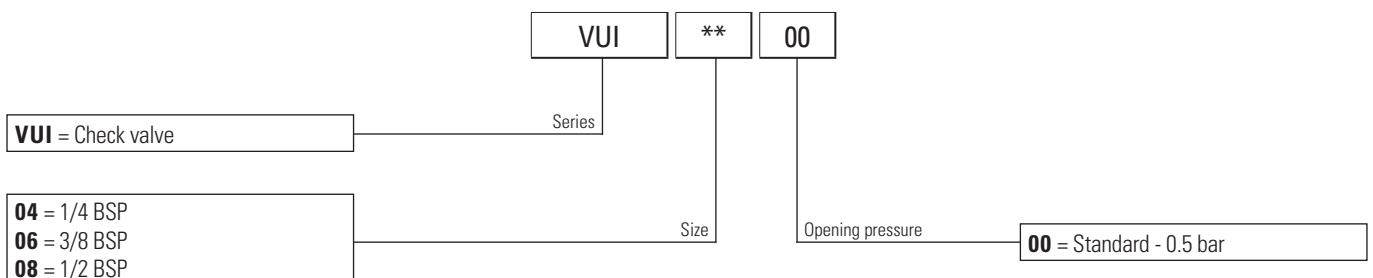 VUI ** 00
Series
VUI = Check valve
04 = 1/4 BSP
06 = 3/8 BSP
08 = 1/2 BSP
Size
Opening pressure
00 = Standard - 0.5 bar